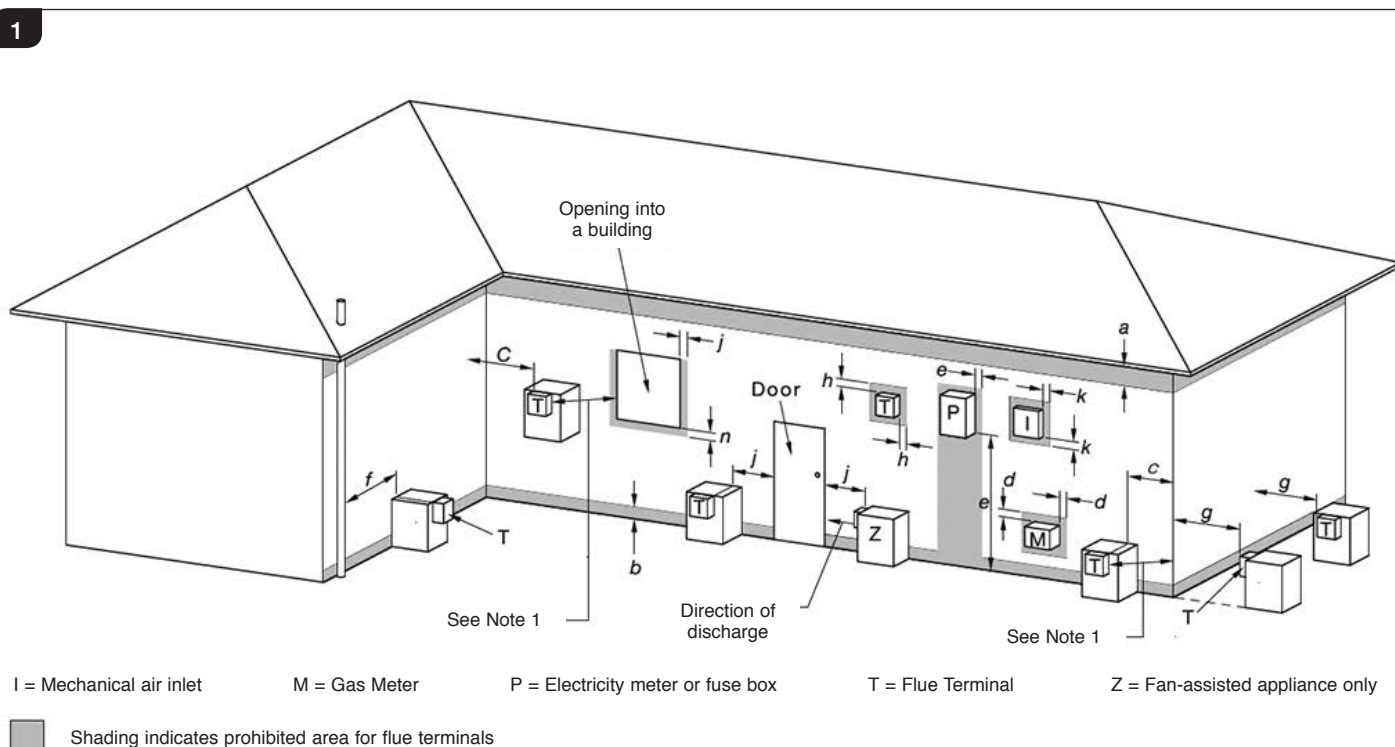 1
Opening into
a building
a
C
j
e
h
k
Door
T
T
P
I
n
h
k
f
j
j
d
d
c
g
e
g
T
T
Z
M
T
T
b
T
See Note 1
Direction of
discharge
See Note 1
I = Mechanical air inlet M = Gas Meter P = Electricity meter or fuse box T = Flue Terminal Z = Fan-assisted appliance only
Shading indicates prohibited area for flue terminals